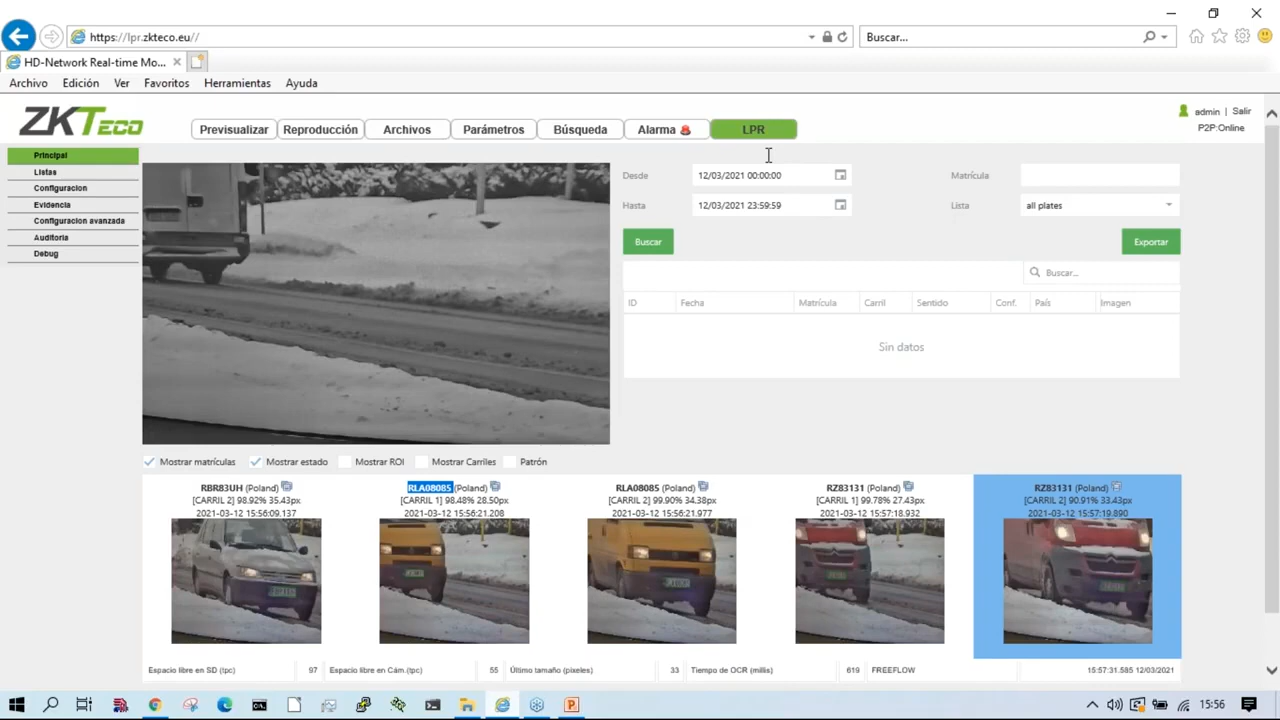 https://lpr.zkteco.eu//
Buscar...
HD-Network Real-time Mo...
Archivo Edición Ver Favoritos Herramientas Ayuda
ZKTeco
Previsualizar Reproducción Archivos Parámetros Búsqueda Alarma LPR
admin | Salir
P2P:Online
Principal
Listas
Configuracion
Evidencia
Configuracion avanzada
Auditoria
Debug
Desde 12/03/2021 00:00:00 Matrícula
Hasta 12/03/2021 23:59:59 Lista all plates
Buscar Exportar
Buscar...
ID Fecha Matrícula Carril Sentido Conf. País Imagen
Sin datos
Mostrar matrículas Mostrar estado Mostrar ROI Mostrar Carriles Patrón
RBR83UH (Poland) RLA08085 (Poland) RLA08085 (Poland) RZ83131 (Poland) RZ83131 (Poland)
[CARRIL 2] 98.92% 35.43px [CARRIL 1] 98.48% 28.50px [CARRIL 2] 99.90% 34.38px [CARRIL 1] 99.78% 27.43px [CARRIL 2] 90.91% 33.43px
2021-03-12 15:56:09.137 2021-03-12 15:56:21.208 2021-03-12 15:56:21.977 2021-03-12 15:57:18.932 2021-03-12 15:57:19.890
Espacio libre en SD (tpc) 97 Espacio libre en Cám.(tpc) 55 Último tamaño (pixeles) 33 Tiempo de OCR (millis) 619 FREEFLOW 15:57:31.585 12/03/2021
15:56